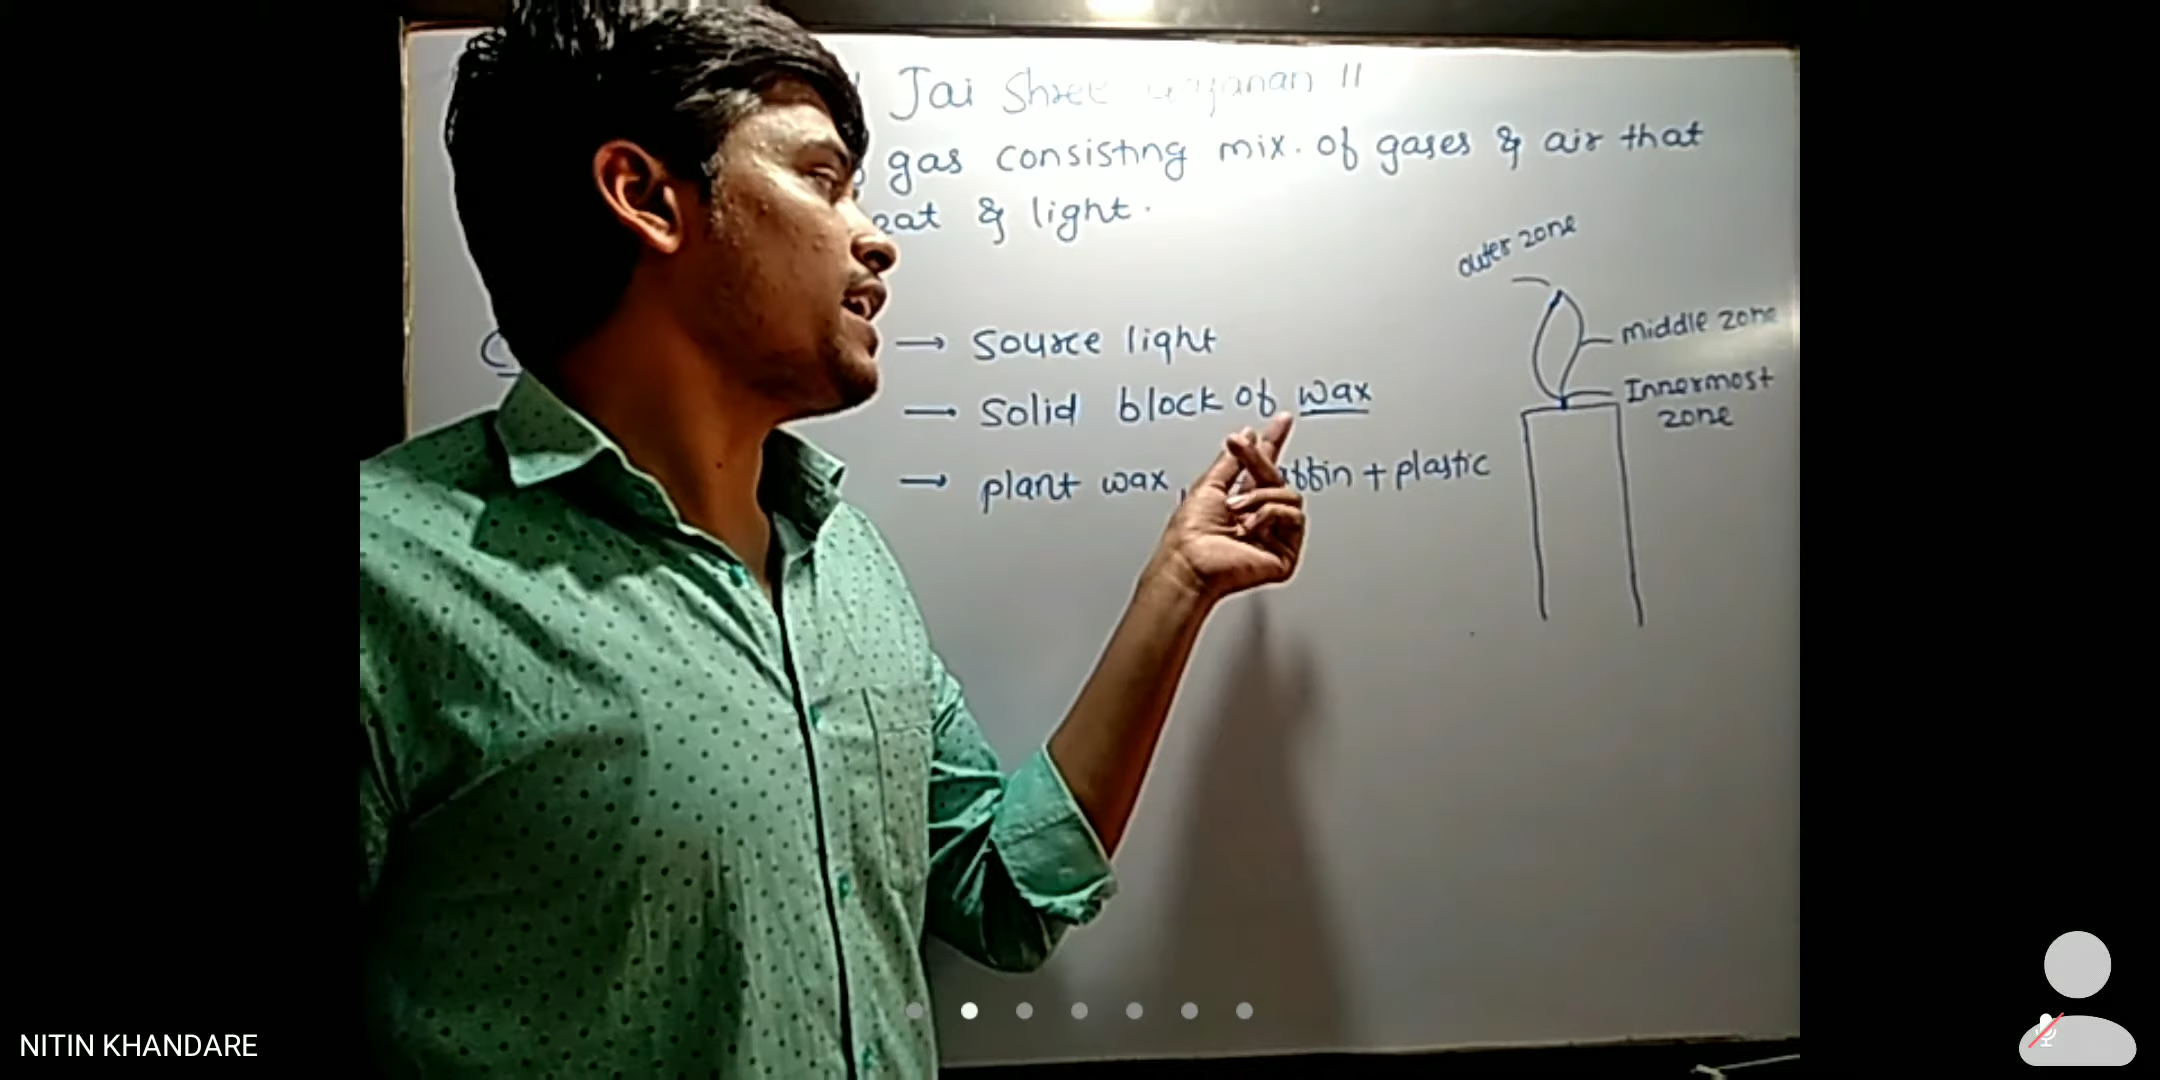 Jai Shree Gajanan ||
gas consisting mix. of gases & air that
& light.
outer zone
→ source light
middle zone
— solid block of wax
Innermost
zone
→ plant wax, + plastic
NITIN KHANDARE